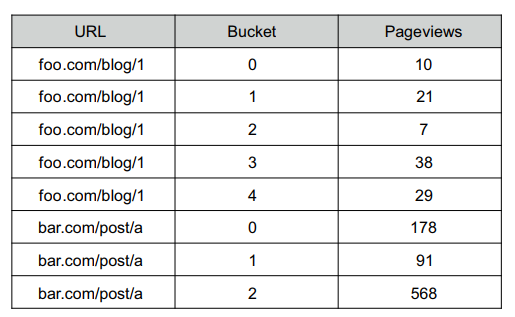 URL Bucket Pageviews
foo.com/blog/1 0 10
foo.com/blog/1 1 21
foo.com/blog/1 2 7
foo.com/blog/1 3 38
foo.com/blog/1 4 29
bar.com/post/a 0 178
bar.com/post/a 1 91
bar.com/post/a 2 568